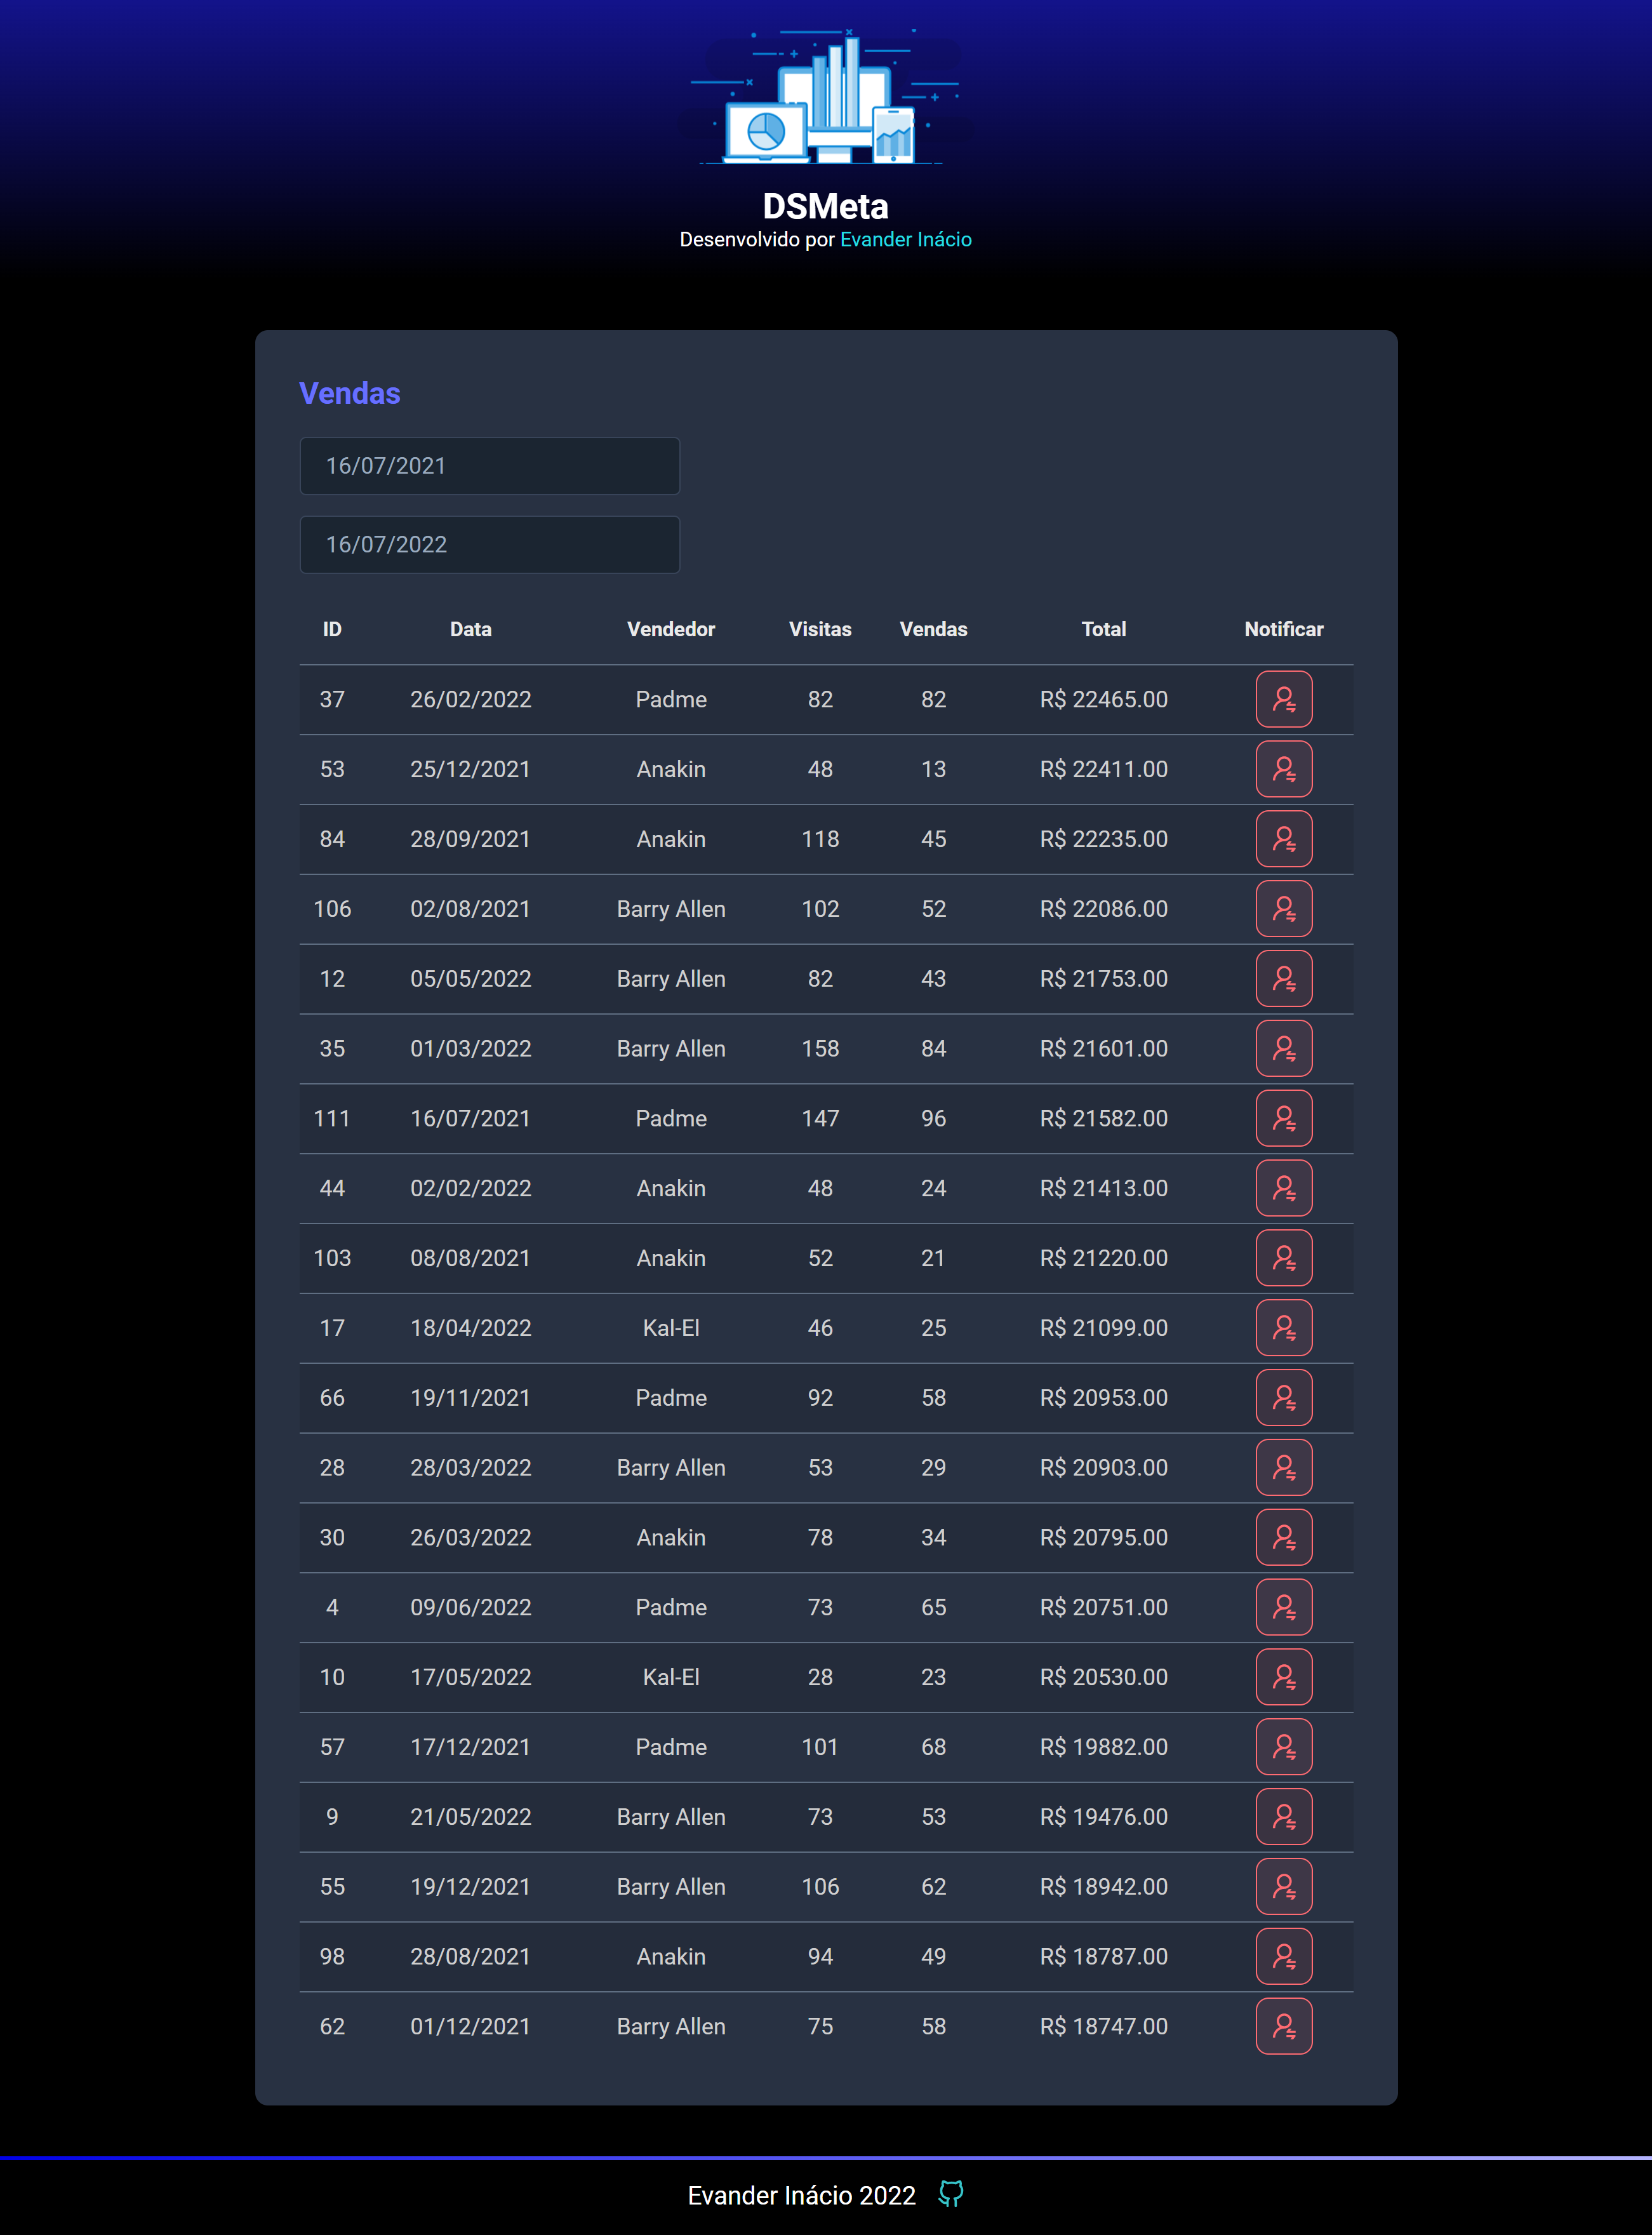 DSMeta
Desenvolvido por Evander Inácio
Vendas
16/07/2021
16/07/2022
ID Data Vendedor Visitas Vendas Total Notificar
37 26/02/2022 Padme 82 82 R$ 22465.00
53 25/12/2021 Anakin 48 13 R$ 22411.00
84 28/09/2021 Anakin 118 45 R$ 22235.00
106 02/08/2021 Barry Allen 102 52 R$ 22086.00
12 05/05/2022 Barry Allen 82 43 R$ 21753.00
35 01/03/2022 Barry Allen 158 84 R$ 21601.00
111 16/07/2021 Padme 147 96 R$ 21582.00
44 02/02/2022 Anakin 48 24 R$ 21413.00
103 08/08/2021 Anakin 52 21 R$ 21220.00
17 18/04/2022 Kal-El 46 25 R$ 21099.00
66 19/11/2021 Padme 92 58 R$ 20953.00
28 28/03/2022 Barry Allen 53 29 R$ 20903.00
30 26/03/2022 Anakin 78 34 R$ 20795.00
4 09/06/2022 Padme 73 65 R$ 20751.00
10 17/05/2022 Kal-El 28 23 R$ 20530.00
57 17/12/2021 Padme 101 68 R$ 19882.00
9 21/05/2022 Barry Allen 73 53 R$ 19476.00
55 19/12/2021 Barry Allen 106 62 R$ 18942.00
98 28/08/2021 Anakin 94 49 R$ 18787.00
62 01/12/2021 Barry Allen 75 58 R$ 18747.00
Evander Inácio 2022